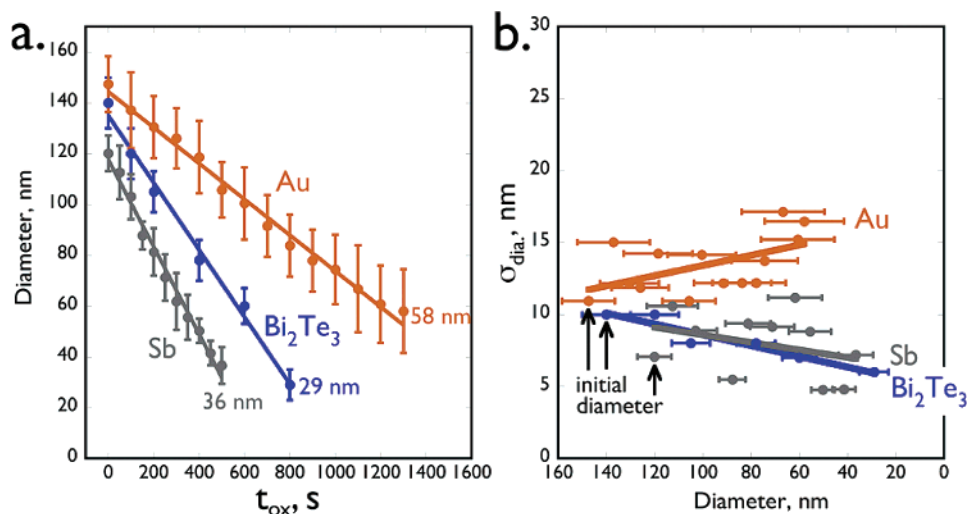 a.
160
140
120
100
80
60
40
20
0
Diameter, nm
0 200 400 600 800 1000 1200 1400 1600
t_ox, s
Au
Bi₂Te₃
Sb
58 nm
29 nm
36 nm
b.
30
25
20
15
10
5
0
σ_dia., nm
160 140 120 100 80 60 40 20 0
Diameter, nm
Au
Sb
Bi₂Te₃
initial
diameter